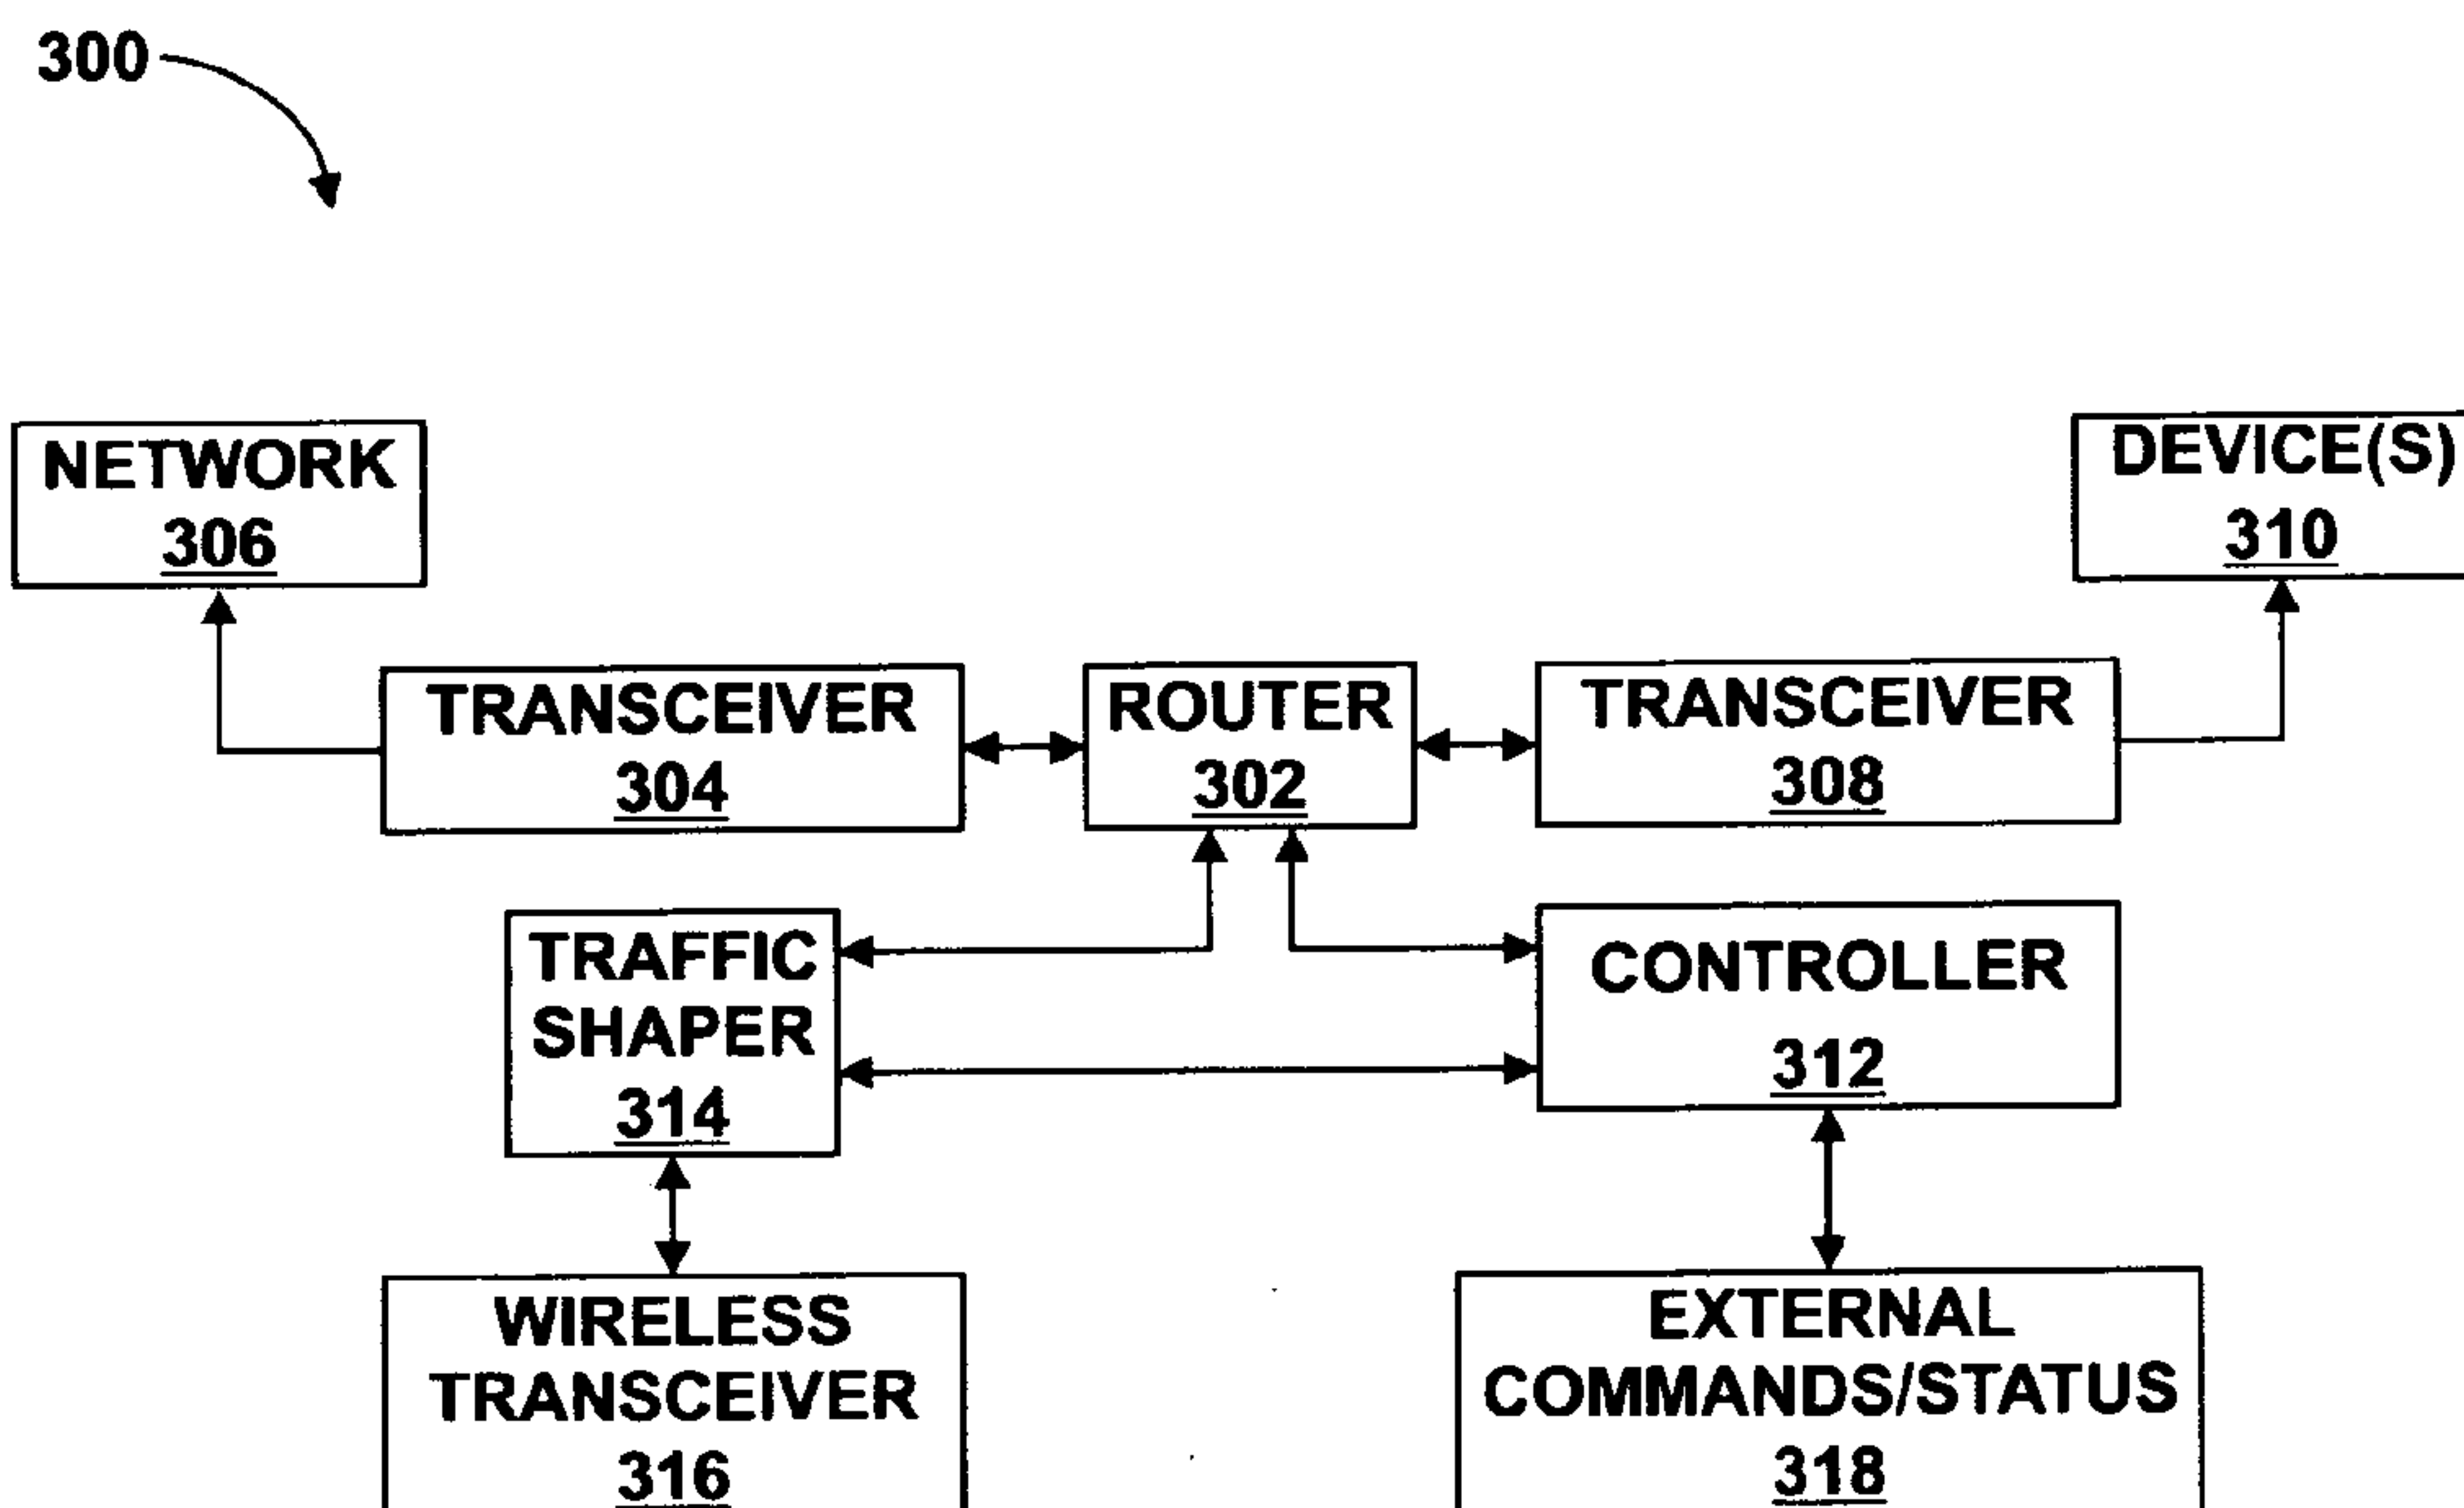 300
NETWORK
306
DEVICE(S)
310
TRANSCEIVER
304
ROUTER
302
TRANSCEIVER
308
TRAFFIC
SHAPER
314
CONTROLLER
312
WIRELESS
TRANSCEIVER
316
EXTERNAL
COMMANDS/STATUS
318